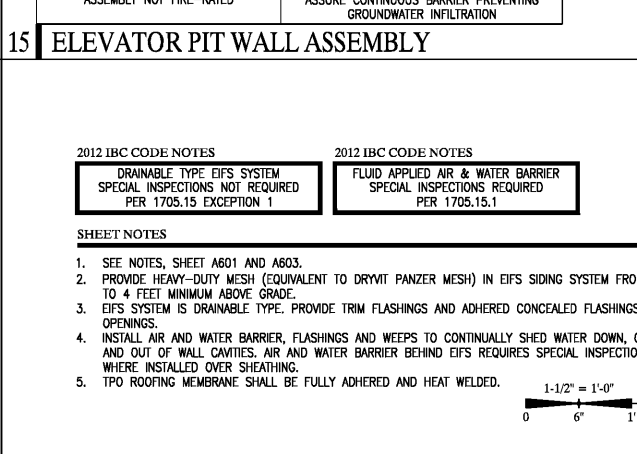 ASSEMBLY NOT FIRE RATED
ASSURE CONTINUOUS BARRIER PREVENTING
GROUNDWATER INFILTRATION
15 ELEVATOR PIT WALL ASSEMBLY
2012 IBC CODE NOTES
DRAINABLE TYPE EIFS SYSTEM
SPECIAL INSPECTIONS NOT REQUIRED
PER 1705.15 EXCEPTION 1
2012 IBC CODE NOTES
FLUID APPLIED AIR & WATER BARRIER
SPECIAL INSPECTIONS REQUIRED
PER 1705.15.1
SHEET NOTES
1. SEE NOTES, SHEET A601 AND A603.
2. PROVIDE HEAVY-DUTY MESH (EQUIVALENT TO DRYVIT PANZER MESH) IN EIFS SIDING SYSTEM FRO
TO 4 FEET MINIMUM ABOVE GRADE.
3. EIFS SYSTEM IS DRAINABLE TYPE. PROVIDE TRIM FLASHINGS AND ADHERED CONCEALED FLASHINGS
OPENINGS.
4. INSTALL AIR AND WATER BARRIER, FLASHINGS AND WEEPS TO CONTINUALLY SHED WATER DOWN,
AND OUT OF WALL CAVITIES. AIR AND WATER BARRIER BEHIND EIFS REQUIRES SPECIAL INSPECTIO
WHERE INSTALLED OVER SHEATHING.
5. TPO ROOFING MEMBRANE SHALL BE FULLY ADHERED AND HEAT WELDED.
1-1/2" = 1'-0"
0 6" 1'